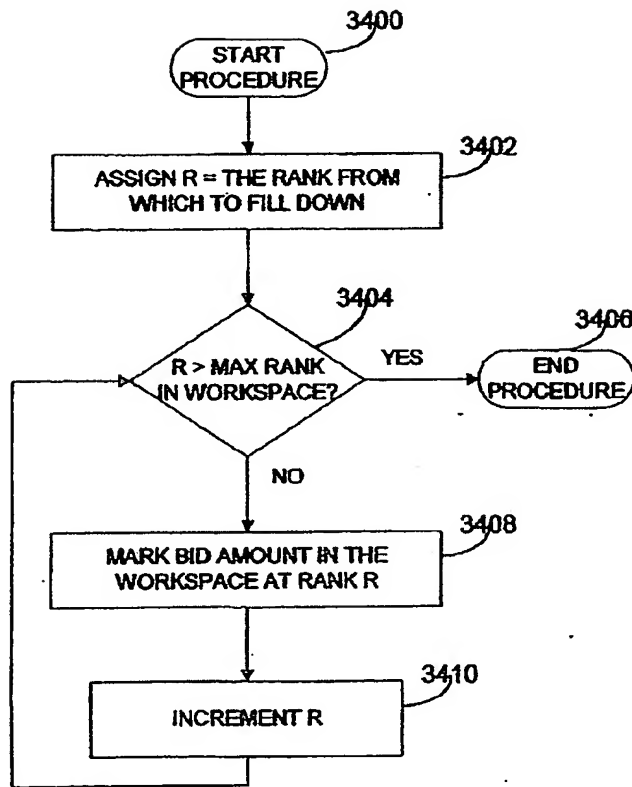 3400
START
PROCEDURE
3402
ASSIGN R = THE RANK FROM
WHICH TO FILL DOWN
3404
R > MAX RANK
IN WORKSPACE?
YES
3406
END
PROCEDURE
NO
3408
MARK BID AMOUNT IN THE
WORKSPACE AT RANK R
3410
INCREMENT R